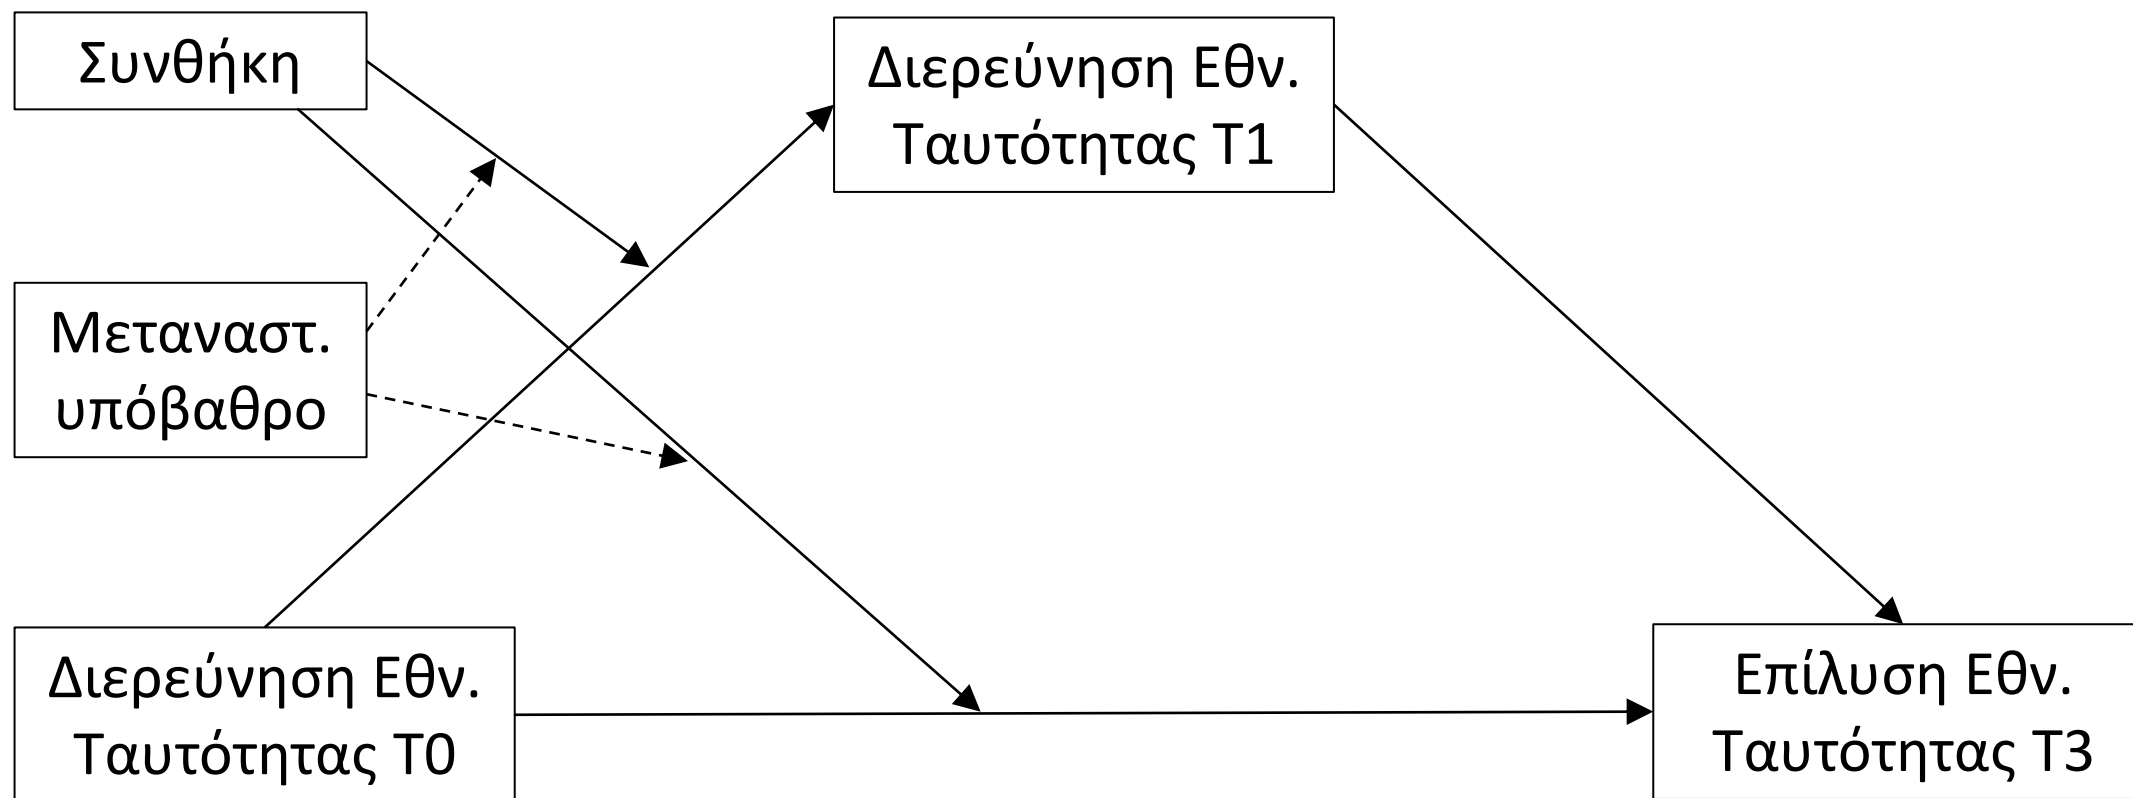 Συνθήκη
Διερεύνηση Εθν.
Ταυτότητας Τ1
Μεταναστ.
υπόβαθρο
Διερεύνηση Εθν.
Ταυτότητας Τ0
Επίλυση Εθν.
Ταυτότητας Τ3